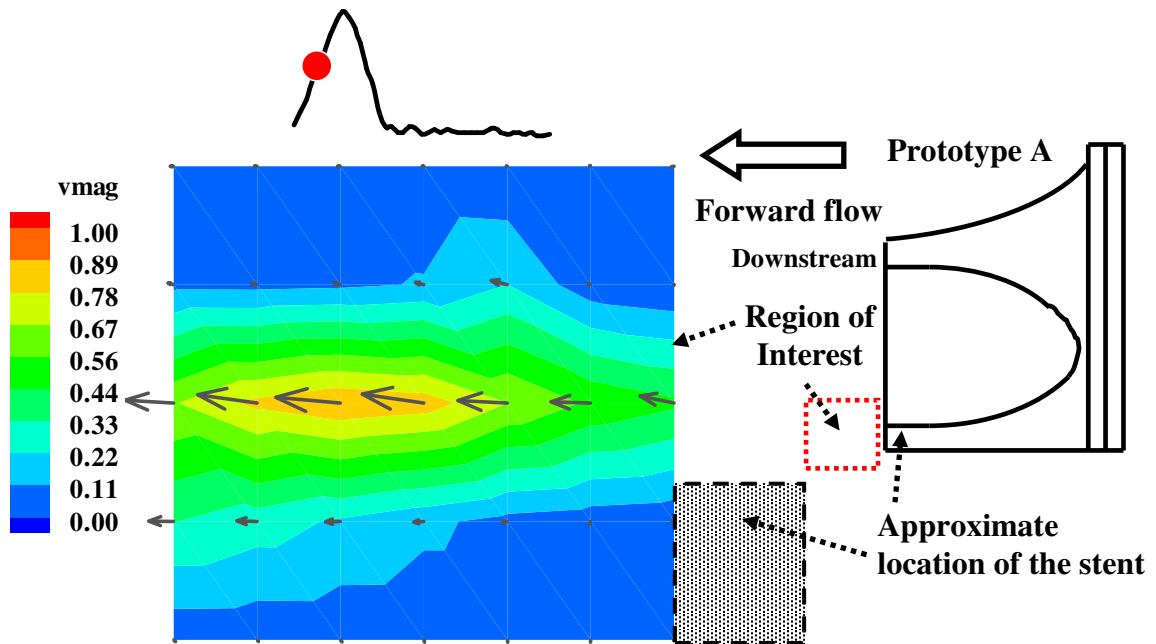 Prototype A
vmag
1.00
0.89
0.78
0.67
0.56
0.44
0.33
0.22
0.11
0.00
Forward flow
Downstream
Region of
Interest
Approximate
location of the stent